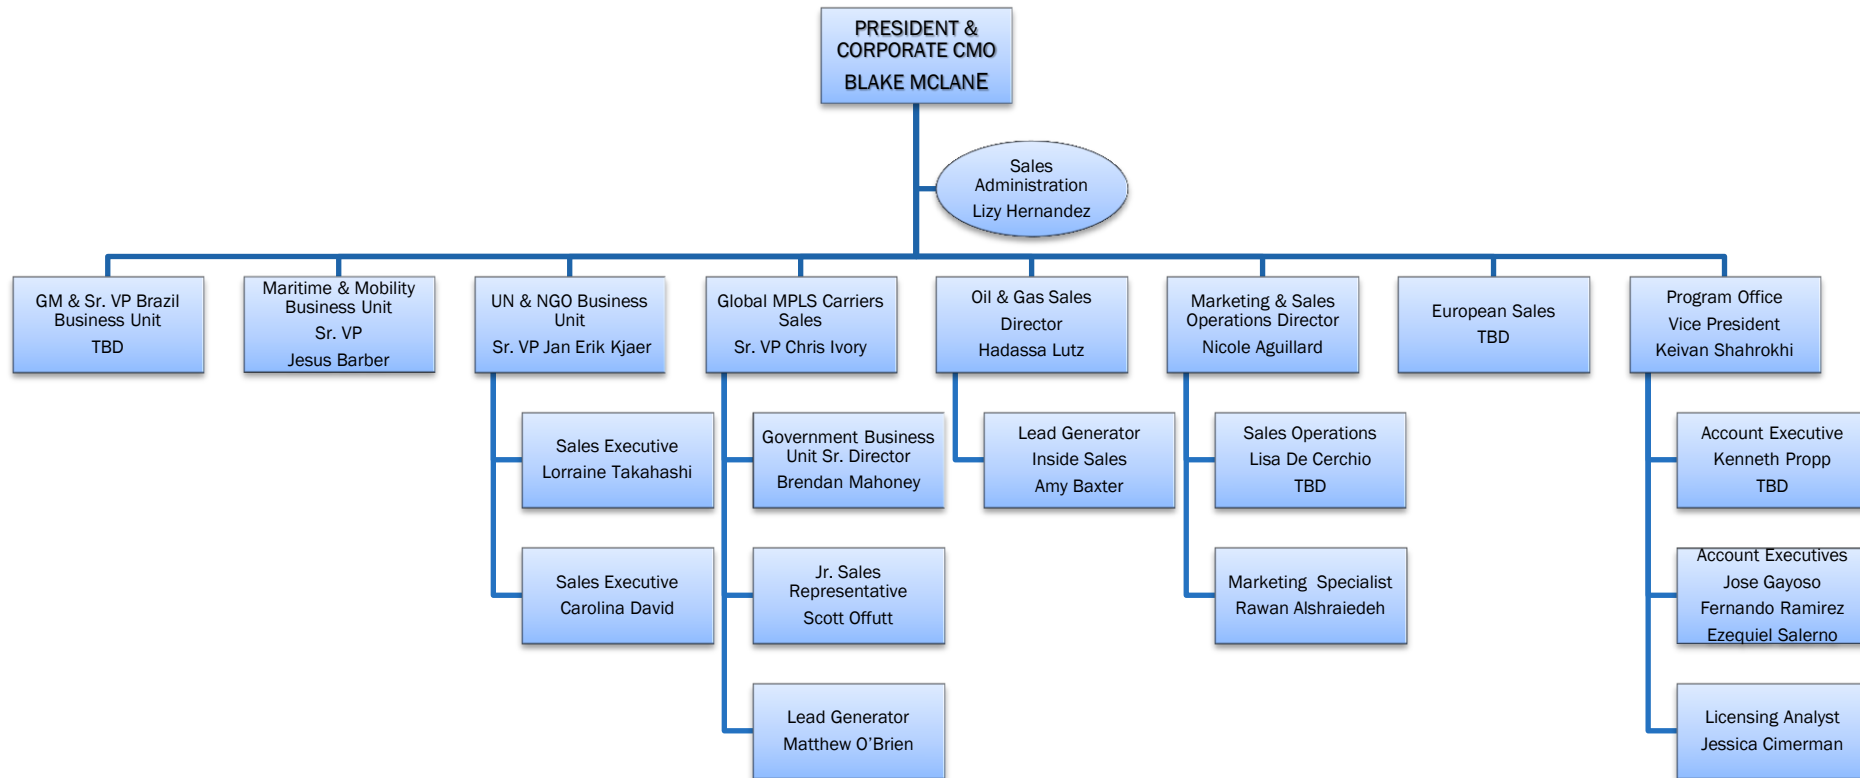 PRESIDENT &
CORPORATE CMO
BLAKE MCLANE
Sales
Administration
Lizy Hernandez
GM & Sr. VP Brazil
Business Unit
TBD
Maritime & Mobility
Business Unit
Sr. VP
Jesus Barber
UN & NGO Business
Unit
Sr. VP Jan Erik Kjaer
Global MPLS Carriers
Sales
Sr. VP Chris Ivory
Oil & Gas Sales
Director
Hadassa Lutz
Marketing & Sales
Operations Director
Nicole Aguillard
European Sales
TBD
Program Office
Vice President
Keivan Shahrokhi
Sales Executive
Lorraine Takahashi
Government Business
Unit Sr. Director
Brendan Mahoney
Lead Generator
Inside Sales
Amy Baxter
Sales Operations
Lisa De Cerchio
TBD
Account Executive
Kenneth Propp
TBD
Sales Executive
Carolina David
Jr. Sales
Representative
Scott Offutt
Marketing  Specialist
Rawan Alshraiedeh
Account Executives
Jose Gayoso
Fernando Ramirez
Ezequiel Salerno
Lead Generator
Matthew O’Brien
Licensing Analyst
Jessica Cimerman